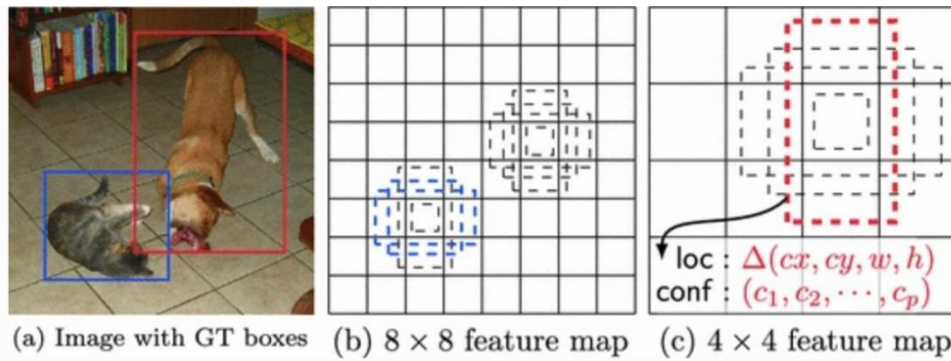 loc : Δ(cx, cy, w, h)
conf : (c₁, c₂, ⋯, cₚ)
(a) Image with GT boxes
(b) 8 × 8 feature map
(c) 4 × 4 feature map